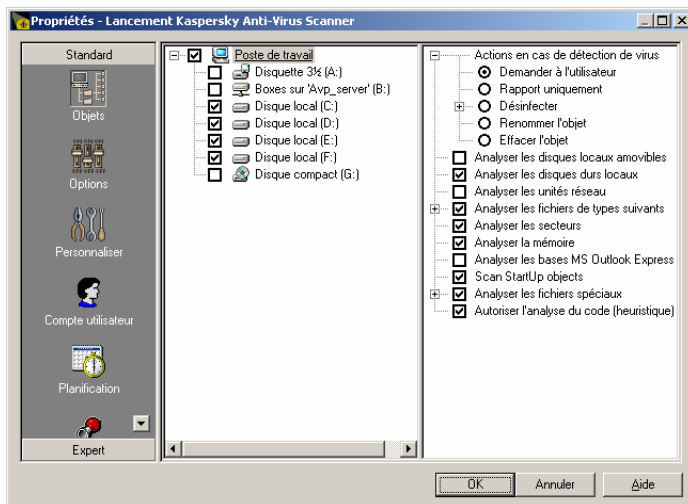 Propriétés - Lancement Kaspersky Anti-Virus Scanner
Standard
Objets
Options
Personnaliser
Compte utilisateur
Planification
Expert
Poste de travail
Disquette 3½ (A:)
Boxes sur 'Avp_server' (B:)
Disque local (C:)
Disque local (D:)
Disque local (E:)
Disque local (F:)
Disque compact (G:)
Actions en cas de détection de virus
Demander à l'utilisateur
Rapport uniquement
Désinfecter
Renommer l'objet
Effacer l'objet
Analyser les disques locaux amovibles
Analyser les disques durs locaux
Analyser les unités réseau
Analyser les fichiers de types suivants
Analyser les secteurs
Analyser la mémoire
Analyser les bases MS Outlook Express
Scan StartUp objects
Analyser les fichiers spéciaux
Autoriser l'analyse du code (heuristique)
OK
Annuler
Aide